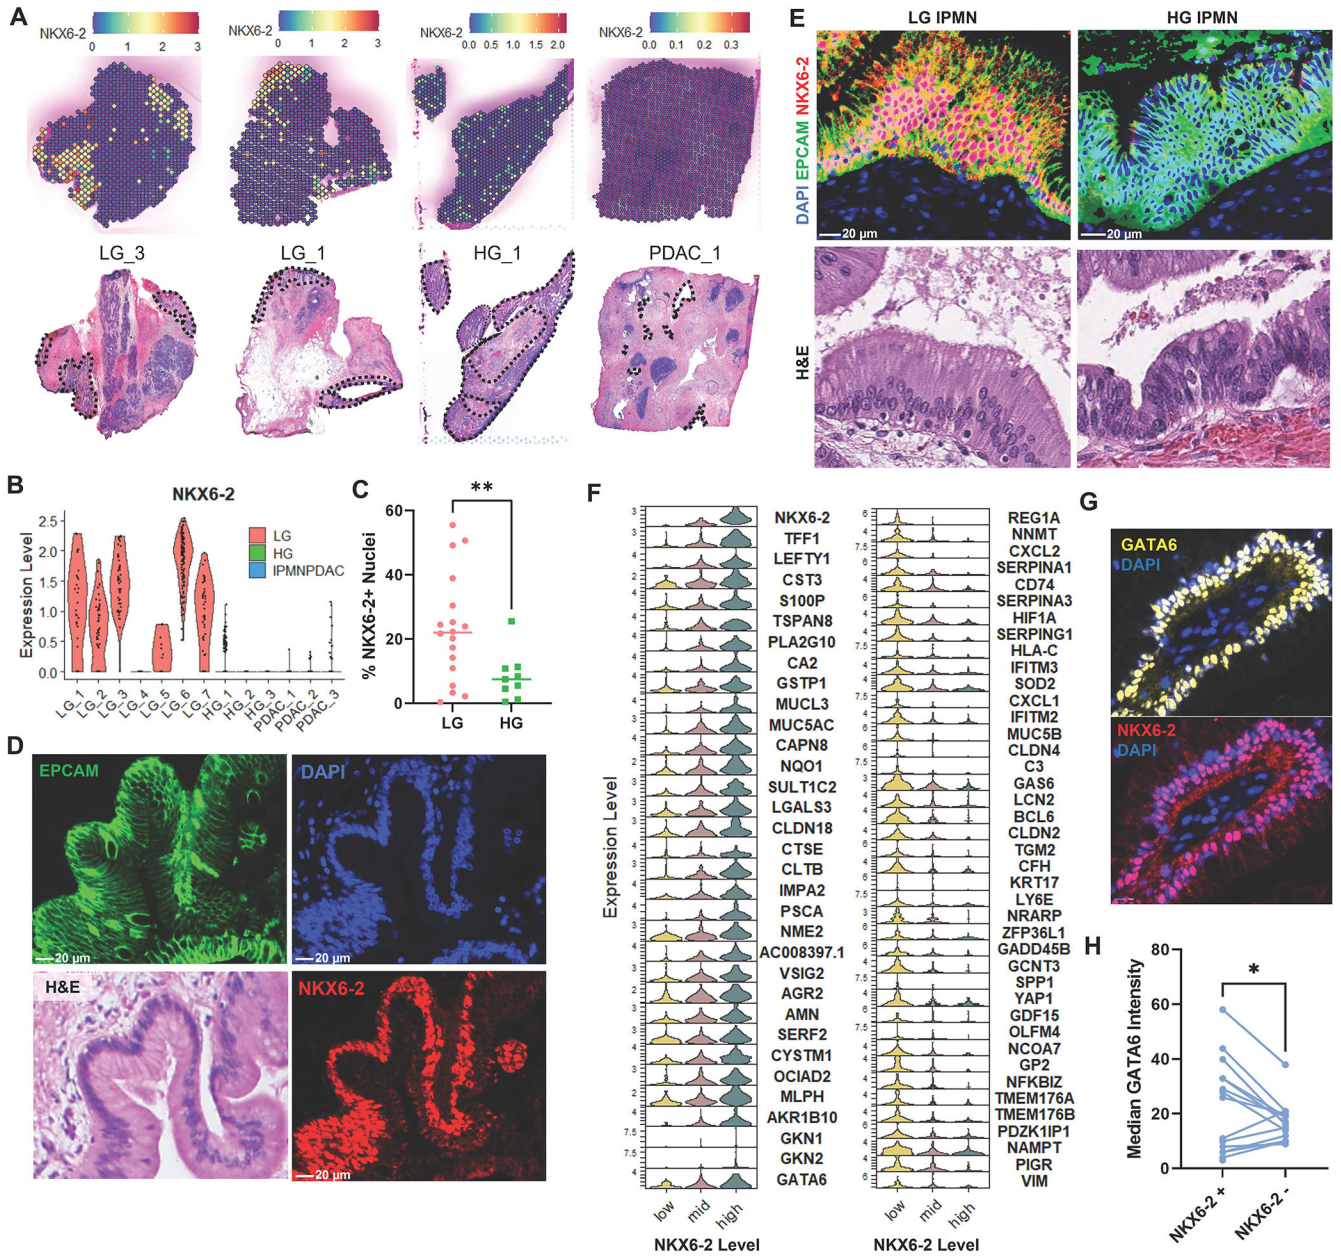 A
NKX6-2
0 1 2 3
NKX6-2
0 1 2 3
NKX6-2
0.0 0.5 1.0 1.5 2.0
NKX6-2
0.0 0.1 0.2 0.3
LG_3
LG_1
HG_1
PDAC_1
B
NKX6-2
Expression Level
2.5
2.0
1.5
1.0
0.5
0.0
LG
HG
IPMNPDAC
LG_1
LG_2
LG_3
LG_4
LG_5
LG_6
LG_7
HG_1
HG_2
HG_3
PDAC_1
PDAC_2
PDAC_3
C
**
% NKX6-2+ Nuclei
60
40
20
0
LG
HG
D
EPCAM
20 µm
DAPI
20 µm
H&E
NKX6-2
20 µm
E
LG IPMN
HG IPMN
DAPI EPCAM NKX6-2
20 µm
20 µm
H&E
F
Expression Level
NKX6-2
TFF1
LEFTY1
CST3
S100P
TSPAN8
PLA2G10
CA2
GSTP1
MUCL3
MUC5AC
CAPN8
NQO1
SULT1C2
LGALS3
CLDN18
CTSE
CLTB
IMPA2
PSCA
NME2
AC008397.1
VSIG2
AGR2
AMN
SERF2
CYSTM1
OCIAD2
MLPH
AKR1B10
GKN1
GKN2
GATA6
low
mid
high
NKX6-2 Level
REG1A
NNMT
CXCL2
SERPINA1
CD74
SERPINA3
HIF1A
SERPING1
HLA-C
IFITM3
SOD2
CXCL1
IFITM2
MUC5B
CLDN4
C3
GAS6
LCN2
BCL6
CLDN2
TGM2
CFH
KRT17
LY6E
NRARP
ZFP36L1
GADD45B
GCNT3
SPP1
YAP1
GDF15
OLFM4
NCOA7
GP2
NFKBIZ
TMEM176A
TMEM176B
PDZK1IP1
NAMPT
PIGR
VIM
low
mid
high
NKX6-2 Level
G
GATA6
DAPI
NKX6-2
DAPI
H
*
Median GATA6 Intensity
80
60
40
20
0
NKX6-2 +
NKX6-2 -